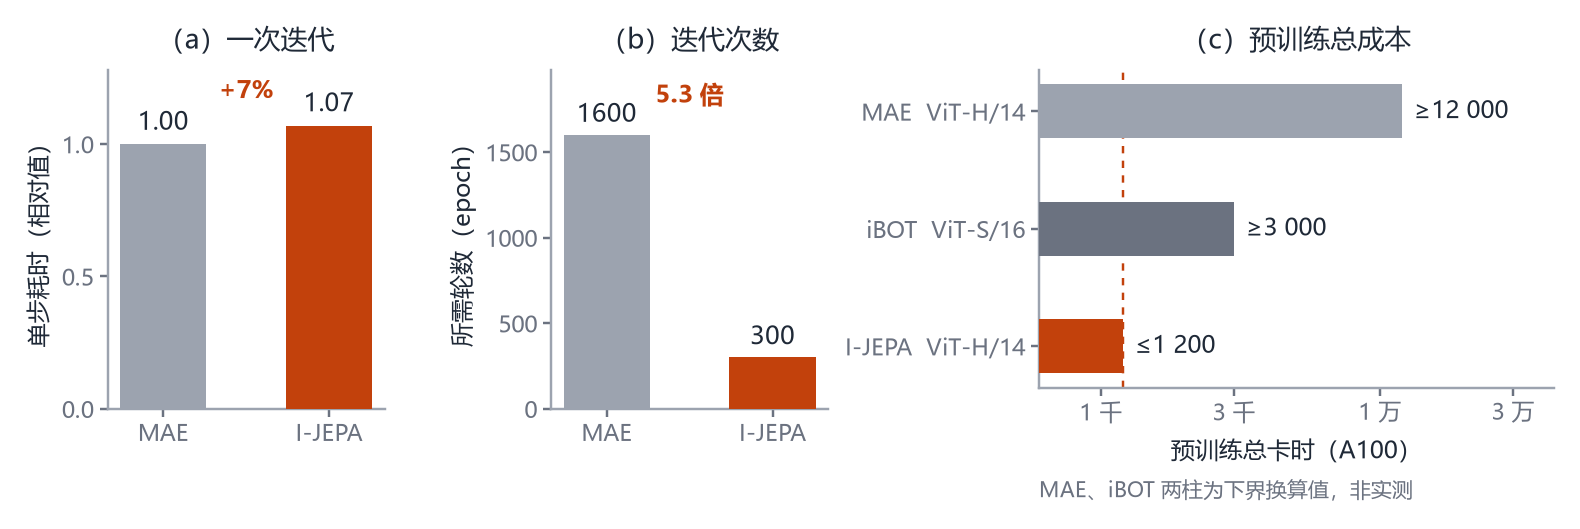 （a）一次迭代
+7%
1.00
1.07
1.0
0.5
0.0
单步耗时（相对值）
MAE
I-JEPA
（b）迭代次数
5.3 倍
1600
300
1500
1000
500
0
所需轮数（epoch）
MAE
I-JEPA
（c）预训练总成本
MAE ViT-H/14
≥12 000
iBOT ViT-S/16
≥3 000
I-JEPA ViT-H/14
≤1 200
1 千
3 千
1 万
3 万
预训练总卡时（A100）
MAE、iBOT 两柱为下界换算值，非实测